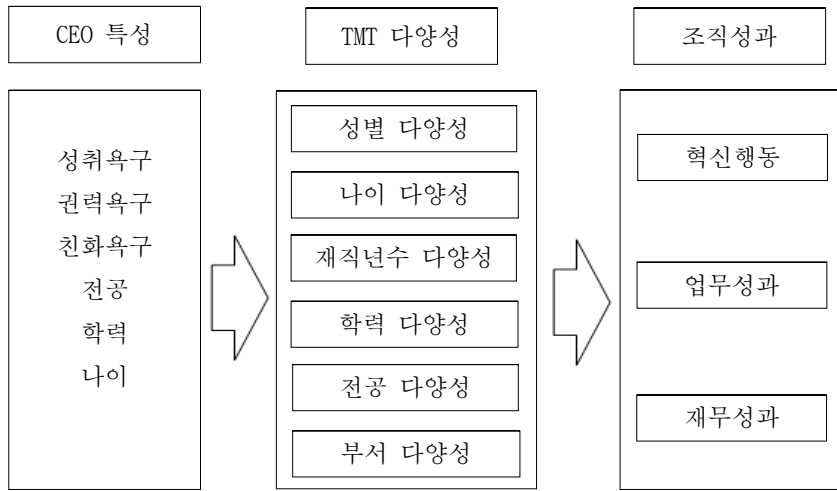 CEO 특성
TMT 다양성
조직성과
성취욕구
권력욕구
친화욕구
전공
학력
나이
성별 다양성
나이 다양성
재직년수 다양성
학력 다양성
전공 다양성
부서 다양성
혁신행동
업무성과
재무성과